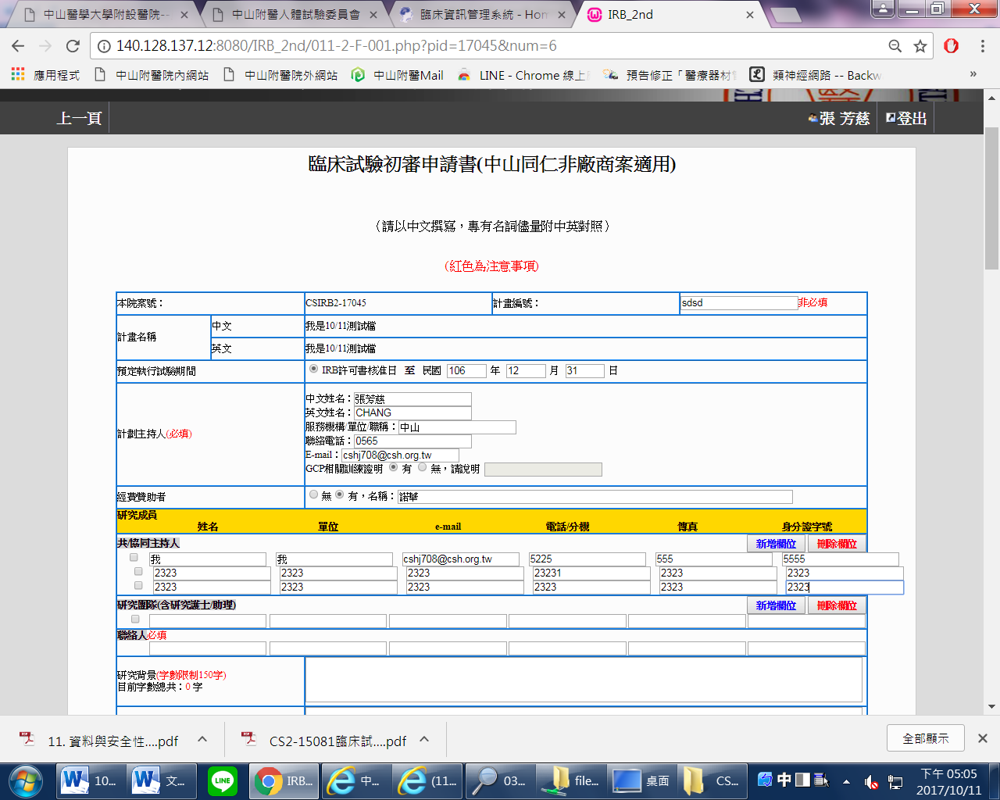 中山醫學大學附設醫院--
中山附醫人體試驗委員會
臨床資訊管理系統 - Hom
IRB_2nd
140.128.137.12:8080/IRB_2nd/011-2-F-001.php?pid=17045&num=6
應用程式
中山附醫院內網站
中山附醫院外網站
中山附醫Mail
LINE - Chrome 線上
預告修正「醫療器材
類神經網路 -- Backw
»
上一頁
張 芳慈
登出
臨床試驗初審申請書(中山同仁非廠商案適用)
（請以中文撰寫，專有名詞儘量附中英對照）
(紅色為注意事項)
本院案號： CSIRB2-17045 計畫編號： sdsd 非必填
計畫名稱
中文 我是10/11測試檔
英文 我是10/11測試檔
預定執行試驗期間 IRB許可書核准日 至 民國 106 年 12 月 31 日
計劃主持人(必填)
中文姓名：張芳慈
英文姓名：CHANG
服務機構/單位/職稱：中山
聯絡電話：0565
E-mail：cshj708@csh.org.tw
GCP相關訓練證明 有 無，請說明
經費贊助者 無 有，名稱：諾華
研究成員
姓名 單位 e-mail 電話/分機 傳真 身分證字號
共/協同主持人 新增欄位 刪除欄位
我 我 cshj708@csh.org.tw 5225 555 5555
2323 2323 2323 23231 2323 2323
2323 2323 2323 2323 2323 2323
研究團隊(含研究護士/助理) 新增欄位 刪除欄位
聯絡人必填
研究背景(字數限制150字)
目前字數總共：0 字
11. 資料與安全性....pdf
CS2-15081臨床試....pdf
全部顯示
10...
文...
LINE
IRB...
中...
(11...
03...
file...
桌面
CS...
中
下午 05:05
2017/10/11